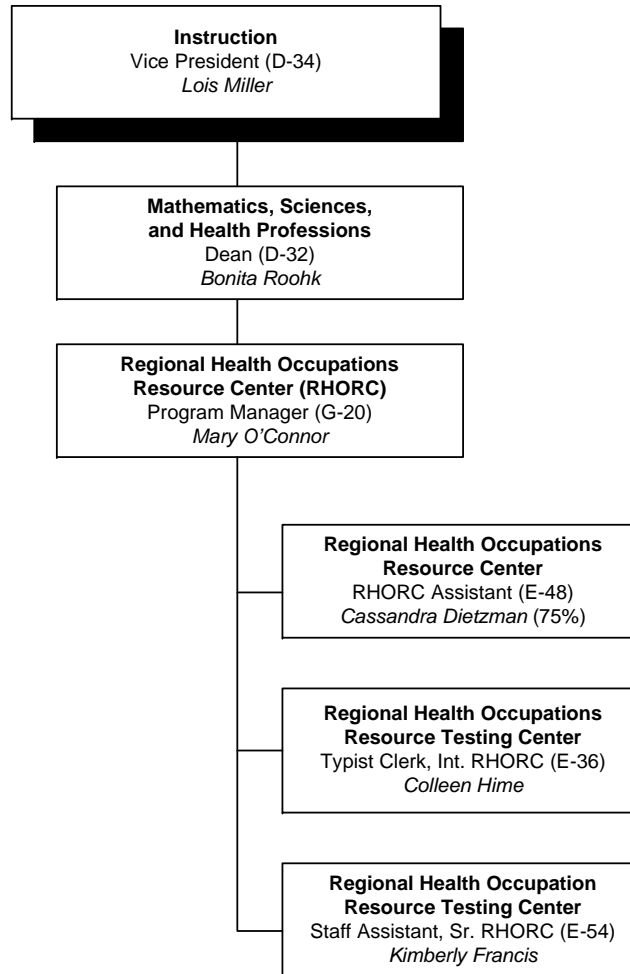 Instruction
Vice President (D-34)
Lois Miller
Mathematics, Sciences,
and Health Professions
Dean (D-32)
Bonita Roohk
Regional Health Occupations
Resource Center (RHORC)
Program Manager (G-20)
Mary O’Connor
Regional Health Occupations
Resource Center
RHORC Assistant (E-48)
Cassandra Dietzman (75%)
Regional Health Occupations
Resource Testing Center
Typist Clerk, Int. RHORC (E-36)
Colleen Hime
Regional Health Occupation
Resource Testing Center
Staff Assistant, Sr. RHORC (E-54)
Kimberly Francis